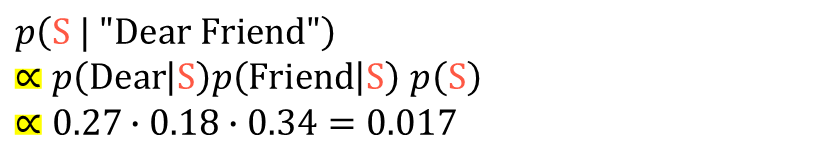 p(S | "Dear Friend")
∝ p(Dear|S)p(Friend|S) p(S)
∝ 0.27 · 0.18 · 0.34 = 0.017